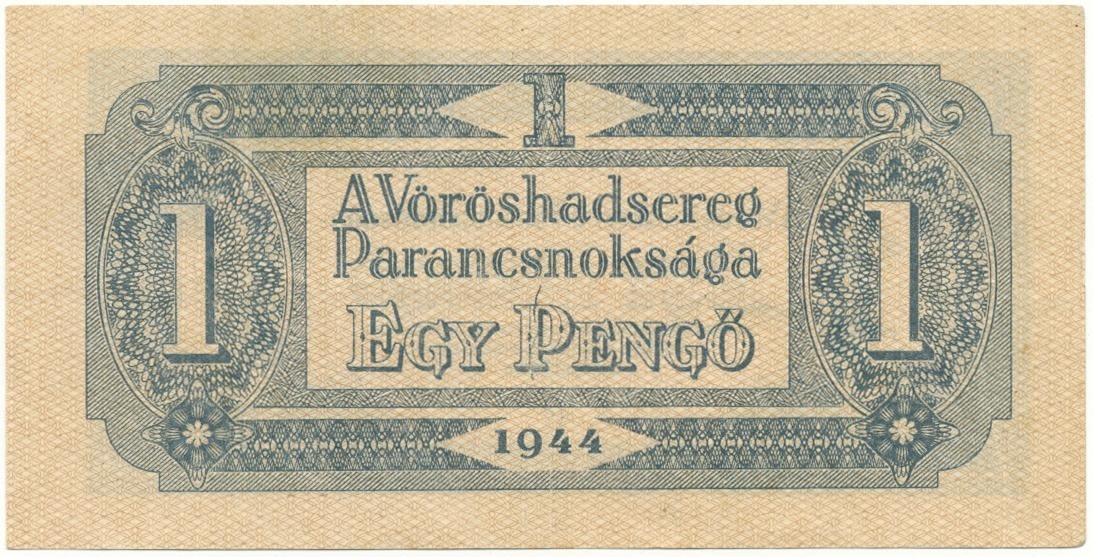 1
A Vöröshadsereg
Parancsnoksága
1
EGY PENGŐ
1
1944